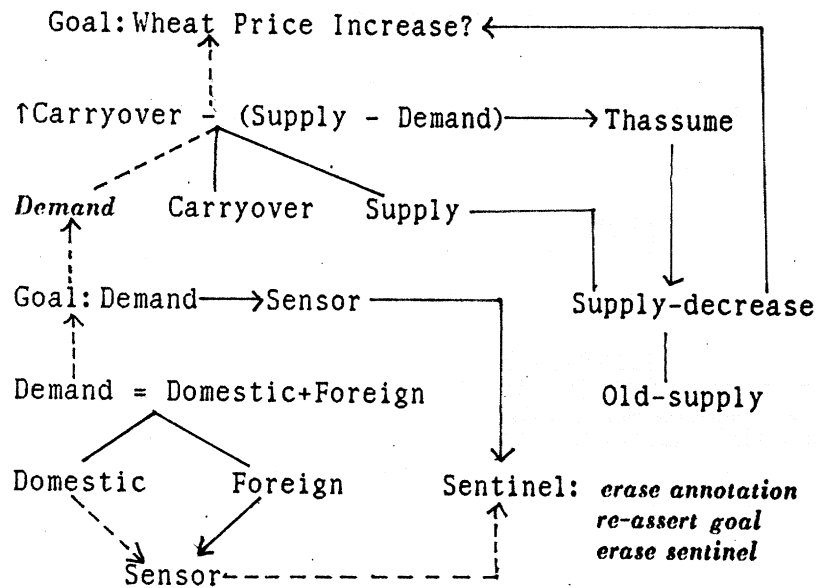 Goal: Wheat Price Increase?
↑Carryover - (Supply - Demand) Thassume
Demand Carryover Supply
Goal: Demand Sensor Supply-decrease
Demand = Domestic+Foreign Old-supply
Domestic Foreign Sentinel: erase annotation
re-assert goal
erase sentinel
Sensor